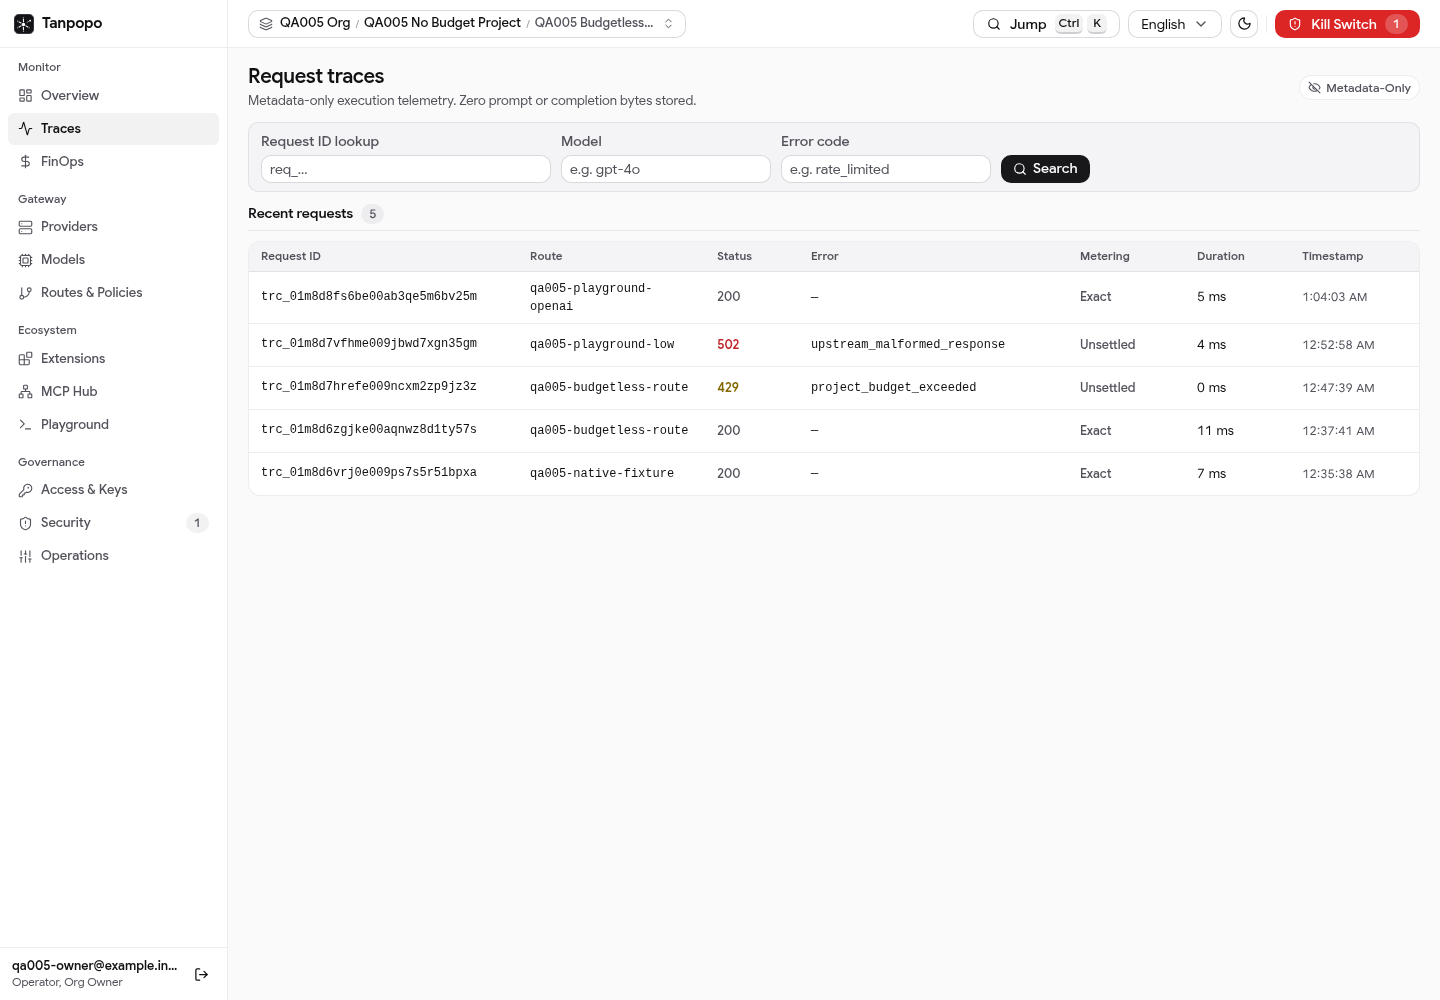 Tanpopo
QA005 Org / QA005 No Budget Project / QA005 Budgetless...
Jump Ctrl K
English
Kill Switch 1
Monitor
Overview
Traces
FinOps
Gateway
Providers
Models
Routes & Policies
Ecosystem
Extensions
MCP Hub
Playground
Governance
Access & Keys
Security 1
Operations
qa005-owner@example.in...
Operator, Org Owner
Request traces
Metadata-only execution telemetry. Zero prompt or completion bytes stored.
Metadata-Only
Request ID lookup Model Error code
req_... e.g. gpt-4o e.g. rate_limited Search
Recent requests 5
Request ID Route Status Error Metering Duration Timestamp
trc_01m8d8fs6be00ab3qe5m6bv25m qa005-playground-openai 200 — Exact 5 ms 1:04:03 AM
trc_01m8d7vfhme009jbwd7xgn35gm qa005-playground-low 502 upstream_malformed_response Unsettled 4 ms 12:52:58 AM
trc_01m8d7hrefe009ncxm2zp9jz3z qa005-budgetless-route 429 project_budget_exceeded Unsettled 0 ms 12:47:39 AM
trc_01m8d6zgjke00aqnwz8d1ty57s qa005-budgetless-route 200 — Exact 11 ms 12:37:41 AM
trc_01m8d6vrj0e009ps7s5r51bpxa qa005-native-fixture 200 — Exact 7 ms 12:35:38 AM